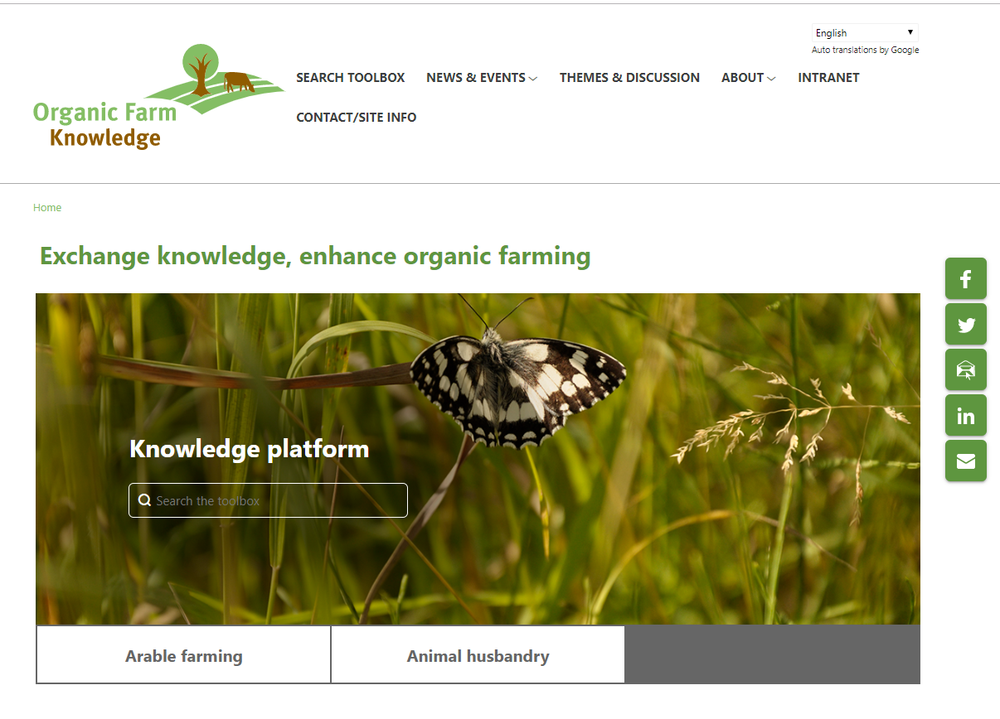 English
Auto translations by Google
SEARCH TOOLBOX NEWS & EVENTS THEMES & DISCUSSION ABOUT INTRANET
CONTACT/SITE INFO
Organic Farm
Knowledge
Home
Exchange knowledge, enhance organic farming
Knowledge platform
Search the toolbox
Arable farming
Animal husbandry